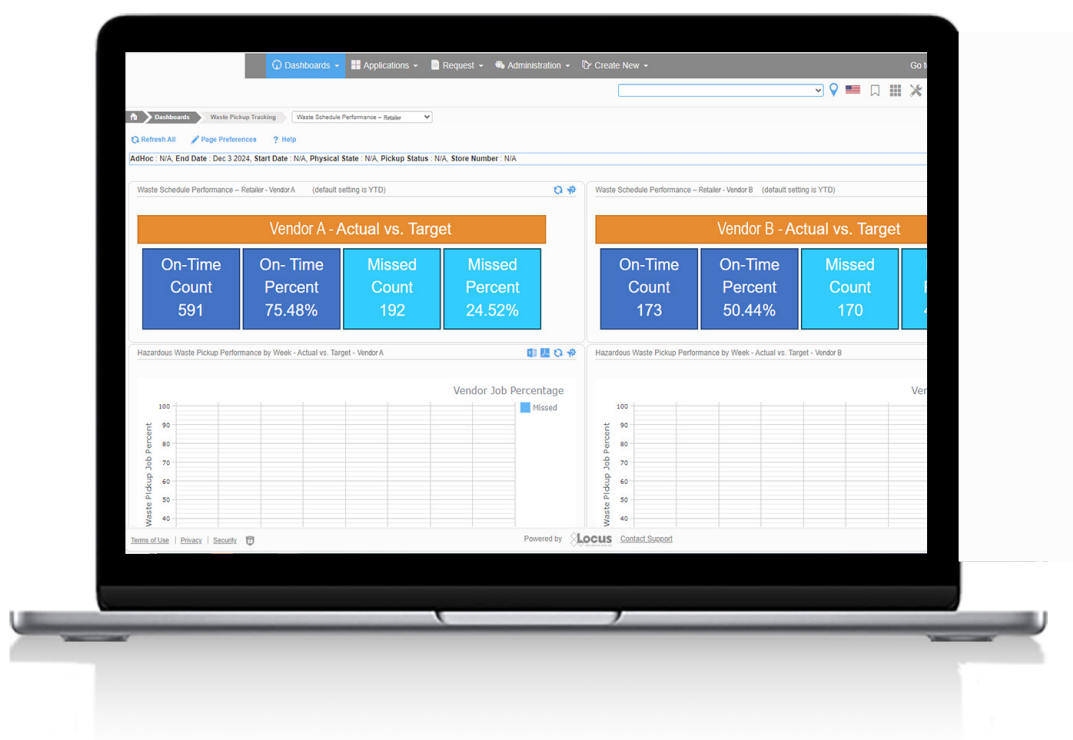 Dashboards Applications Request Administration Create New Go to
Dashboards Waste Pickup Tracking Waste Schedule Performance – Retailer
Refresh All Page Preferences ? Help
AdHoc : N/A, End Date : Dec 3 2024, Start Date : N/A, Physical State : N/A, Pickup Status : N/A, Store Number : N/A
Waste Schedule Performance – Retailer - Vendor A (default setting is YTD)
Vendor A - Actual vs. Target
On-Time Count 591
On- Time Percent 75.48%
Missed Count 192
Missed Percent 24.52%
Waste Schedule Performance – Retailer - Vendor B (default setting is YTD)
Vendor B - Actual vs. Target
On-Time Count 173
On-Time Percent 50.44%
Missed Count 170
Hazardous Waste Pickup Performance by Week - Actual vs. Target - Vendor A
Vendor Job Percentage
Missed
Waste Pickup Job Percent
100
90
80
70
60
50
40
Hazardous Waste Pickup Performance by Week - Actual vs. Target - Vendor B
Ver
Waste Pickup Job Percent
100
90
80
70
60
50
40
Terms of Use | Privacy | Security
Powered by Locus Contact Support